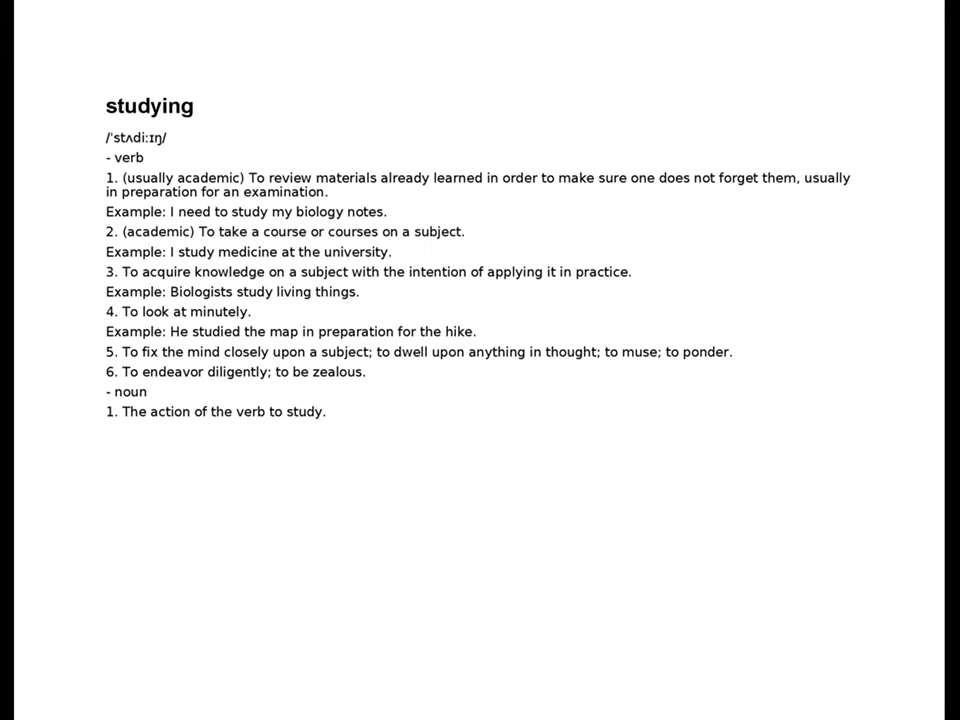 studying
/ˈstʌdiːɪŋ/
- verb
1. (usually academic) To review materials already learned in order to make sure one does not forget them, usually
in preparation for an examination.
Example: I need to study my biology notes.
2. (academic) To take a course or courses on a subject.
Example: I study medicine at the university.
3. To acquire knowledge on a subject with the intention of applying it in practice.
Example: Biologists study living things.
4. To look at minutely.
Example: He studied the map in preparation for the hike.
5. To fix the mind closely upon a subject; to dwell upon anything in thought; to muse; to ponder.
6. To endeavor diligently; to be zealous.
- noun
1. The action of the verb to study.